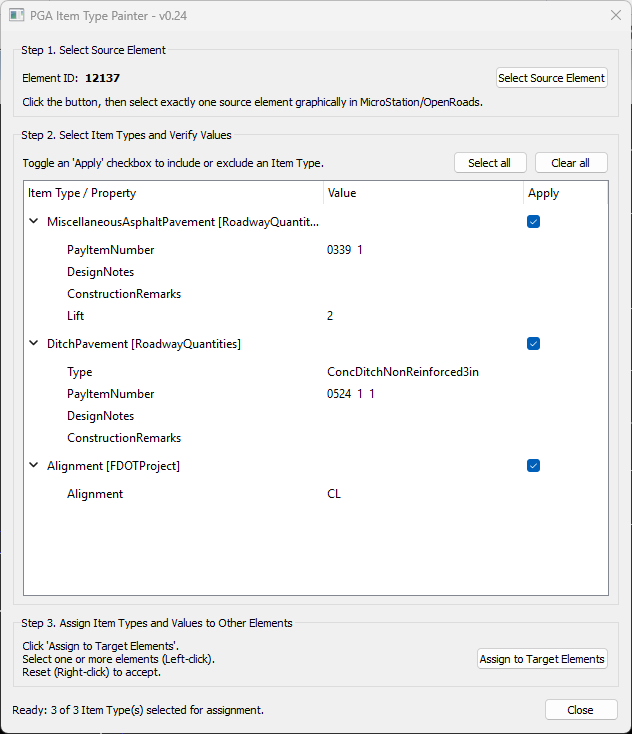 PGA Item Type Painter - v0.24
Step 1. Select Source Element
Element ID: 12137
Select Source Element
Click the button, then select exactly one source element graphically in MicroStation/OpenRoads.
Step 2. Select Item Types and Verify Values
Toggle an 'Apply' checkbox to include or exclude an Item Type.
Select all
Clear all
Item Type / Property Value Apply
MiscellaneousAsphaltPavement [RoadwayQuantit...
PayItemNumber 0339  1
DesignNotes
ConstructionRemarks
Lift 2
DitchPavement [RoadwayQuantities]
Type ConcDitchNonReinforced3in
PayItemNumber 0524  1  1
DesignNotes
ConstructionRemarks
Alignment [FDOTProject]
Alignment CL
Step 3. Assign Item Types and Values to Other Elements
Click 'Assign to Target Elements'.
Select one or more elements (Left-click).
Reset (Right-click) to accept.
Assign to Target Elements
Ready: 3 of 3 Item Type(s) selected for assignment.
Close